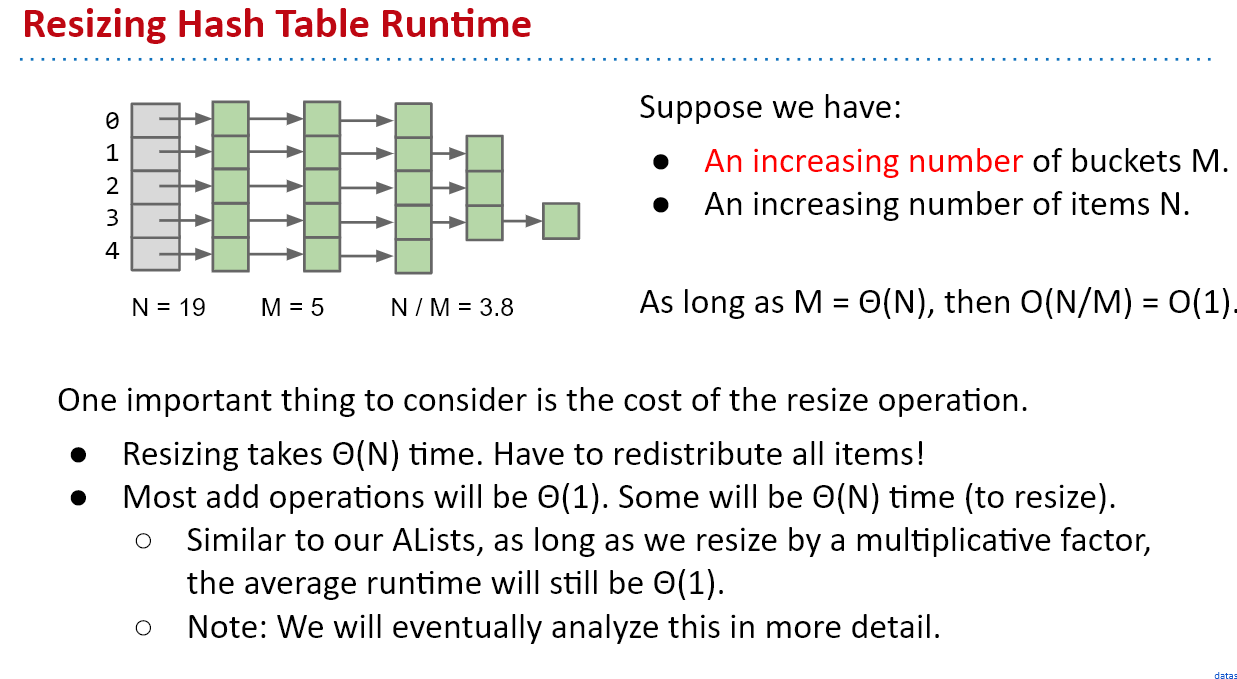 Resizing Hash Table Runtime
0
1
2
3
4
N = 19 M = 5 N / M = 3.8
Suppose we have:
● An increasing number of buckets M.
● An increasing number of items N.
As long as M = Θ(N), then O(N/M) = O(1).
One important thing to consider is the cost of the resize operation.
● Resizing takes Θ(N) time. Have to redistribute all items!
● Most add operations will be Θ(1). Some will be Θ(N) time (to resize).
○ Similar to our ALists, as long as we resize by a multiplicative factor,
the average runtime will still be Θ(1).
○ Note: We will eventually analyze this in more detail.
datas